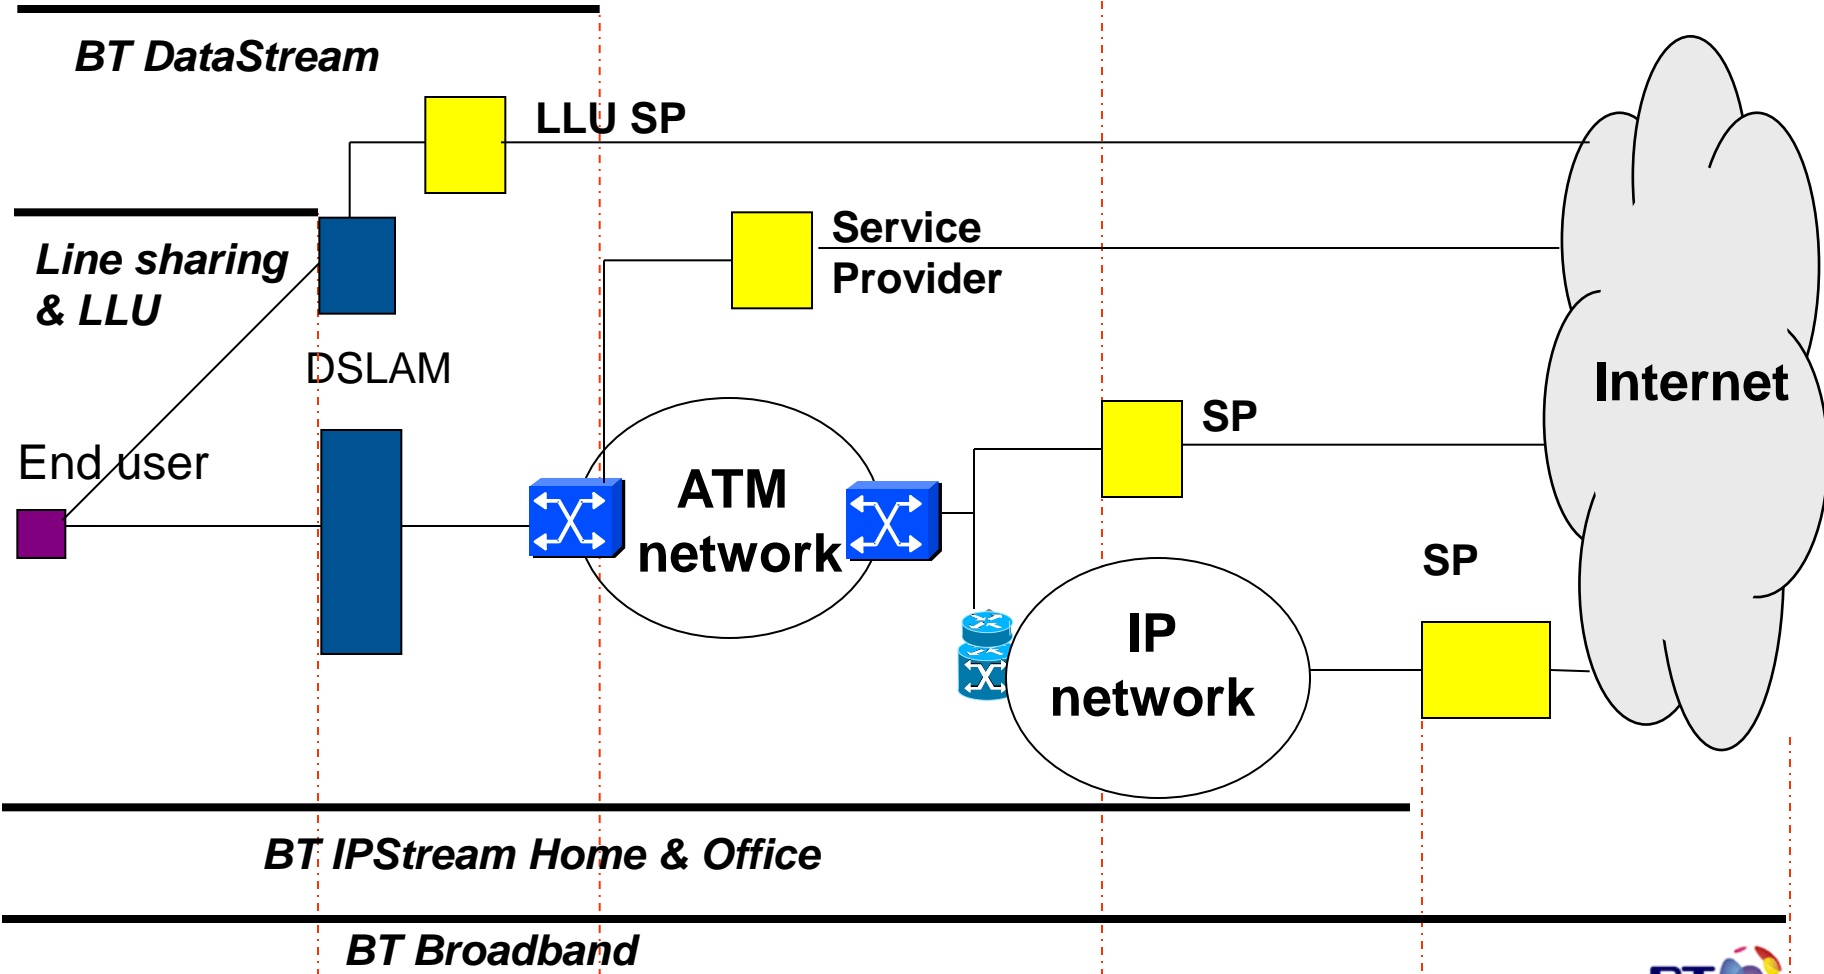 BT DataStream
LLU SP
Service
Provider
Line sharing
& LLU
DSLAM
Internet
SP
End user
ATM
network
SP
IP
network
BT IPStream Home & Office
BT Broadband
BT